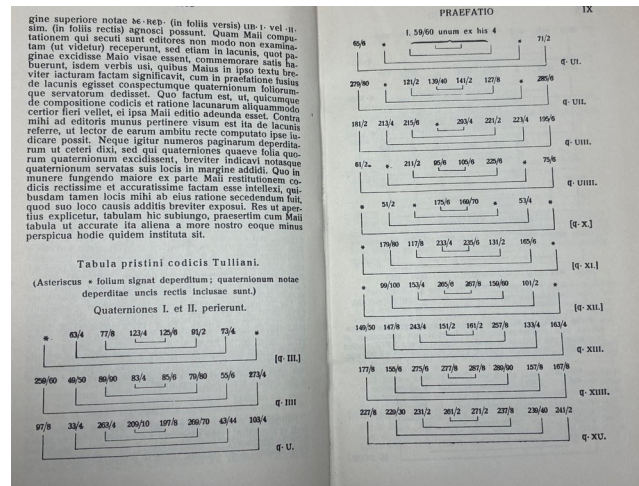 gine superiore notae bE·REP· (in foliis versis) LIB·I· vel ·II·
sim. (in foliis rectis) agnosci possunt. Quam Maii compu-
tationem qui secuti sunt editores non modo non examina-
tam (ut videtur) receperunt, sed etiam in lacunis, quot pa-
ginae excidisse Maio visae essent, commemorare satis ha-
buerunt, isdem verbis usi, quibus Maius in ipso textu bre-
viter iacturam factam significavit, cum in praefatione fusius
de lacunis egisset conspectumque quaternionum foliorum-
que servatorum dedisset. Quo factum est, ut, quicumque
de compositione codicis et ratione lacunarum aliquammodo
certior fieri vellet, ei ipsa Maii editio adeunda esset. Contra
mihi ad editoris munus pertinere visum est ita de lacunis
referre, ut lector de earum ambitu recte computato ipse iu-
dicare possit. Neque igitur numeros paginarum deperdita-
rum ut ceteri dixi, sed qui quaterniones quaeve folia quo-
rum quaternionum excidissent, breviter indicavi notasque
quaternionum servatas suis locis in margine addidi. Quo in
munere fungendo maiore ex parte Maii restitutionem co-
dicis rectissime et accuratissime factam esse intellexi, qui-
busdam tamen locis mihi ab eius ratione secedendum fuit,
quod suo loco causis additis breviter exposui. Res ut aper-
tius explicetur, tabulam hic subiungo, praesertim cum Maii
tabula ut accurate ita aliena a more nostro eoque minus
perspicua hodie quidem instituta sit.
Tabula pristini codicis Tulliani.
(Asteriscus * folium signat deperditum; quaternionum notae
deperditae uncis rectis inclusae sunt.)
Quaterniones I. et II. perierunt.
* 63/4 77/8 123/4 125/6 91/2 73/4 *
[q·III.]
259/60 49/50 89/90 83/4 85/6 79/80 55/6 273/4
q·IIII
97/8 33/4 263/4 209/10 197/8 269/70 43/44 103/4
q·U.
PRAEFATIO IX
I. 59/60 unum ex his 4
65/6 * * 71/2
q·UI.
279/80 * 121/2 139/40 141/2 127/8 * 285/6
q·UII.
181/2 213/4 215/6 * 293/4 221/2 223/4 195/6
q·UIII.
61/2 * 211/2 95/6 105/6 225/6 * 75/6
q·UIIII.
* 51/2 * 175/6 169/70 * 53/4 *
[q·X.]
* 179/80 117/8 233/4 235/6 131/2 165/6 *
[q·XI.]
* 99/100 153/4 265/6 267/8 159/60 101/2 *
[q·XII.]
149/50 147/8 243/4 151/2 161/2 257/8 133/4 163/4
q·XIII.
177/8 155/6 275/6 277/8 287/8 289/90 157/8 167/8
q·XIIII.
227/8 229/30 231/2 261/2 271/2 237/8 239/40 241/2
q·XU.